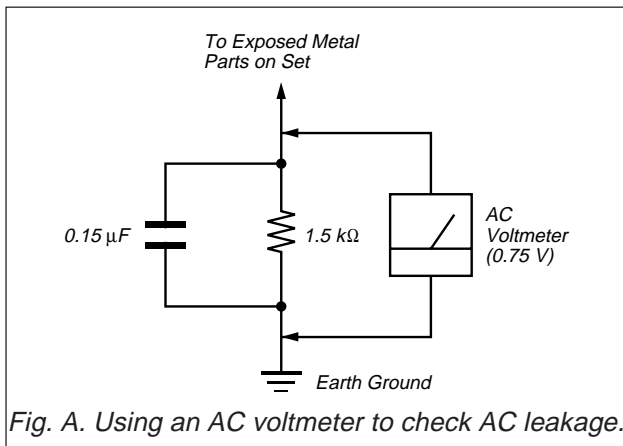 To Exposed Metal
Parts on Set
0.15 µF
1.5 kΩ
AC
Voltmeter
(0.75 V)
Earth Ground
Fig. A. Using an AC voltmeter to check AC leakage.